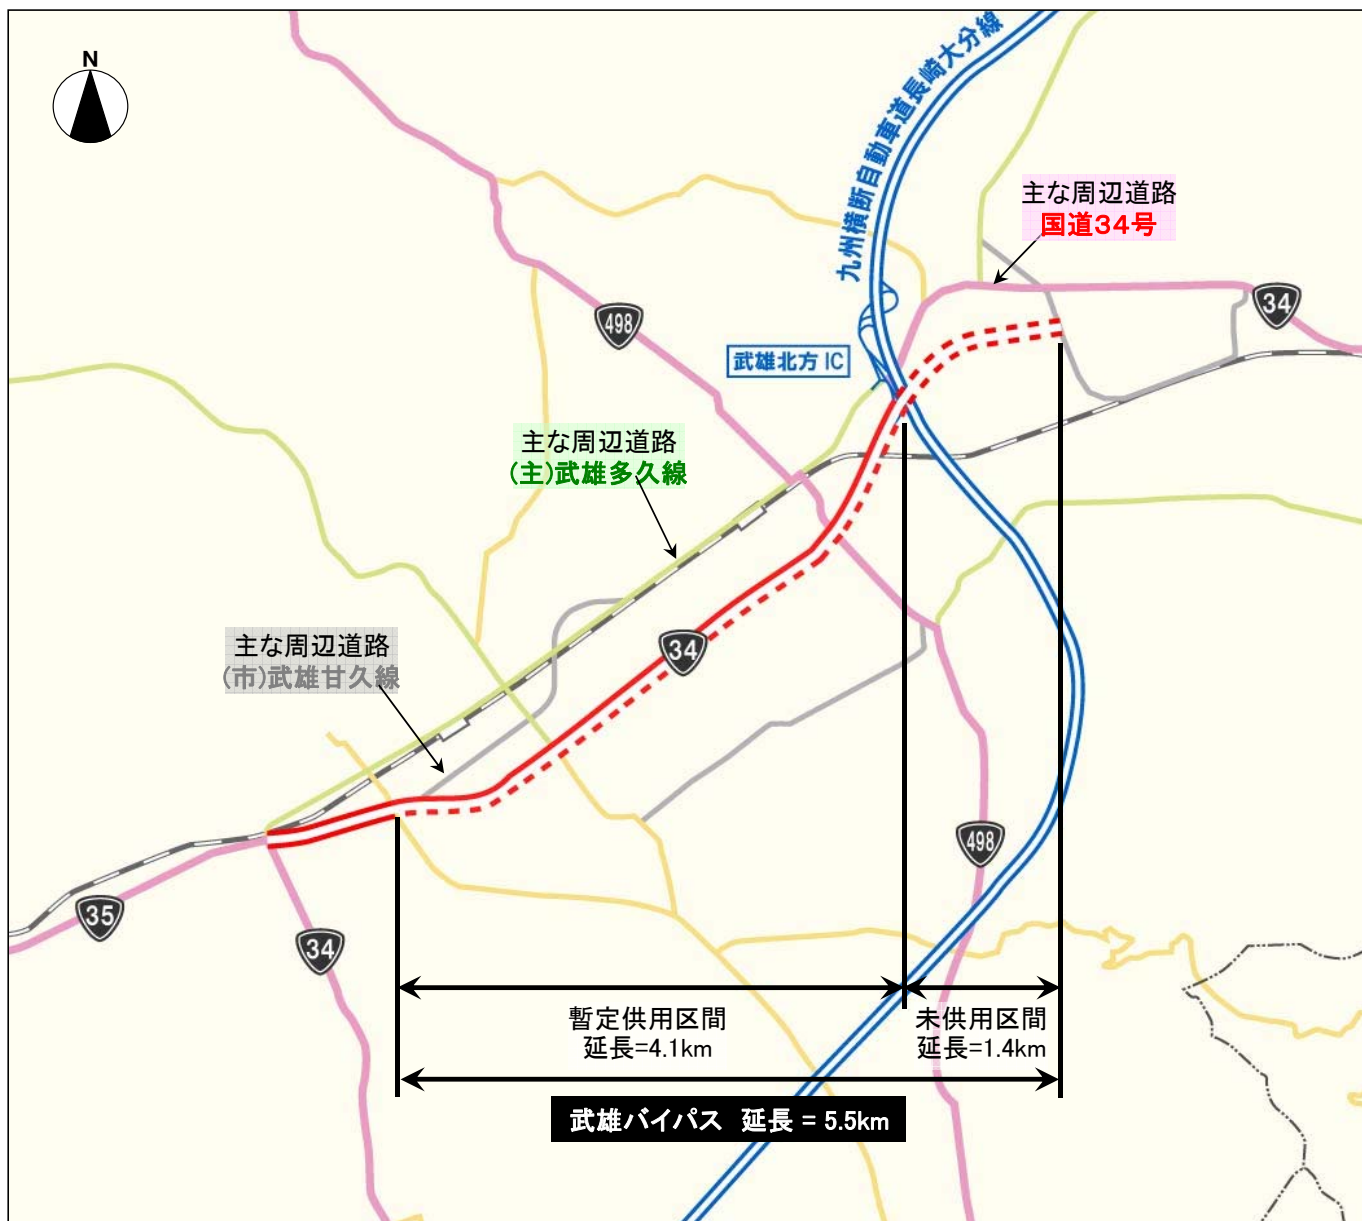 N
九州横断自動車道長崎大分線
主な周辺道路
国道34号
34
498
武雄北方 IC
主な周辺道路
(主)武雄多久線
主な周辺道路
(市)武雄甘久線
34
498
35
34
暫定供用区間
延長=4.1km
未供用区間
延長=1.4km
武雄バイパス 延長 = 5.5km